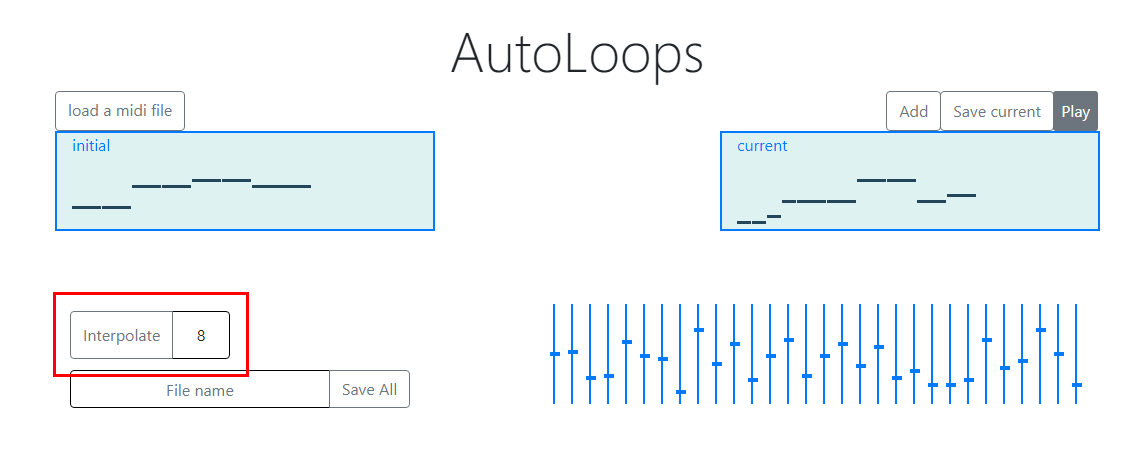 AutoLoops
load a midi file
Add Save current Play
initial
current
Interpolate 8
File name Save All